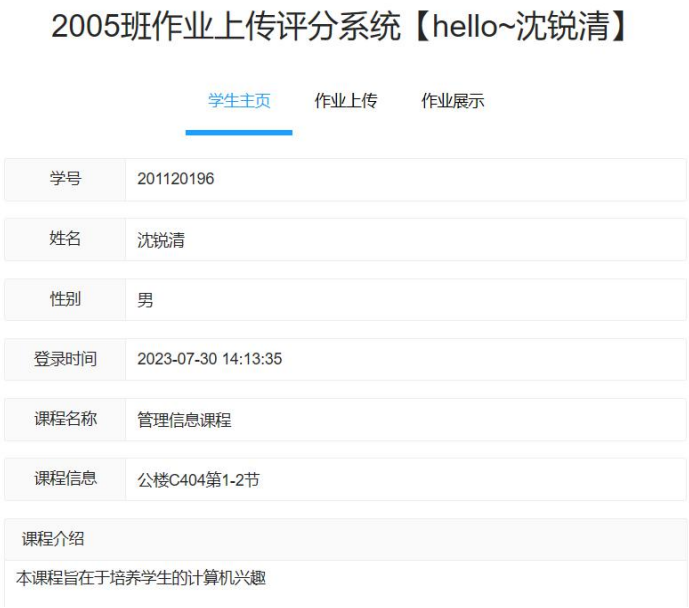 2005班作业上传评分系统【hello~沈锐清】
学生主页 作业上传 作业展示
学号 201120196
姓名 沈锐清
性别 男
登录时间 2023-07-30 14:13:35
课程名称 管理信息课程
课程信息 公楼C404第1-2节
课程介绍
本课程旨在于培养学生的计算机兴趣